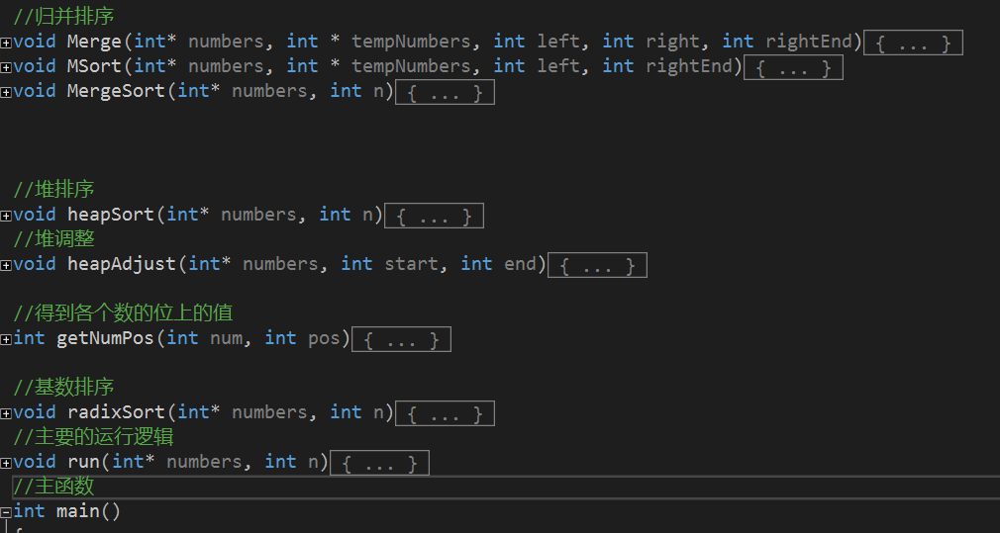 //归并排序
void Merge(int* numbers, int * tempNumbers, int left, int right, int rightEnd){ ... }
void MSort(int* numbers, int * tempNumbers, int left, int rightEnd){ ... }
void MergeSort(int* numbers, int n){ ... }
//堆排序
void heapSort(int* numbers, int n){ ... }
//堆调整
void heapAdjust(int* numbers, int start, int end){ ... }
//得到各个数的位上的值
int getNumPos(int num, int pos){ ... }
//基数排序
void radixSort(int* numbers, int n){ ... }
//主要的运行逻辑
void run(int* numbers, int n){ ... }
//主函数
int main()